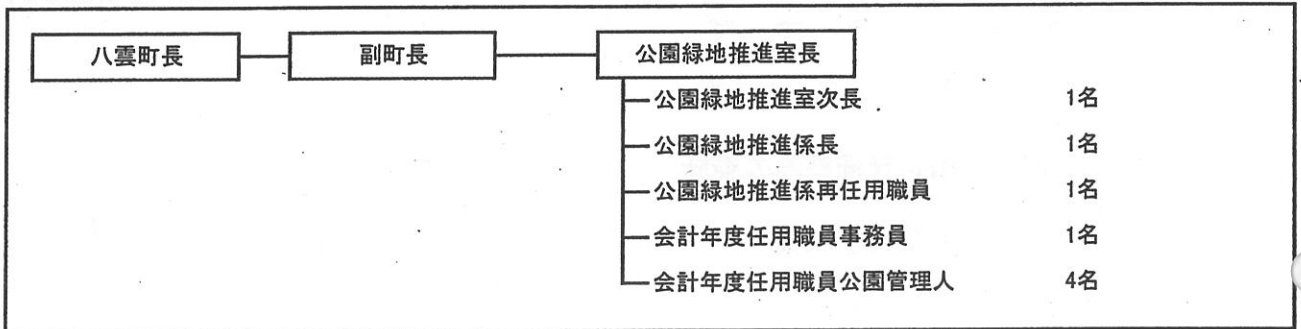 八雲町長 副町長 公園緑地推進室長
公園緑地推進室次長 1名
公園緑地推進係長 1名
公園緑地推進係再任用職員 1名
会計年度任用職員事務員 1名
会計年度任用職員公園管理人 4名